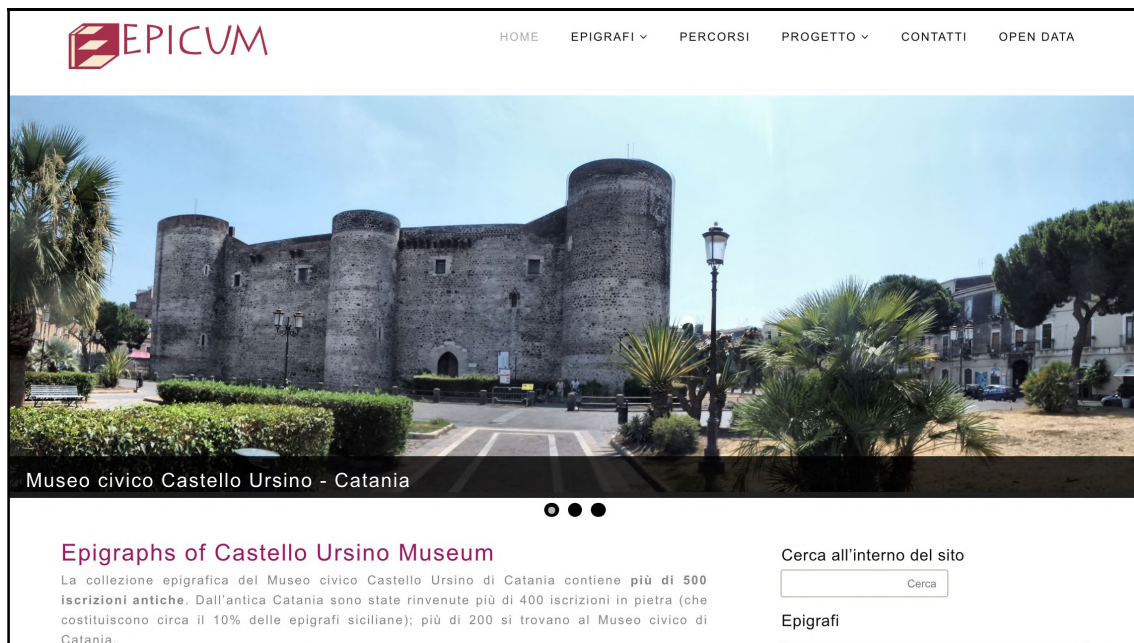 EPICUM
HOME EPIGRAFI PERCORSI PROGETTO CONTATTI OPEN DATA
Museo civico Castello Ursino - Catania
Epigraphs of Castello Ursino Museum
La collezione epigrafica del Museo civico Castello Ursino di Catania contiene più di 500
iscrizioni antiche. Dall'antica Catania sono state rinvenute più di 400 iscrizioni in pietra (che
costituiscono circa il 10% delle epigrafi siciliane); più di 200 si trovano al Museo civico di
Catania.
Cerca all'interno del sito
Cerca
Epigrafi